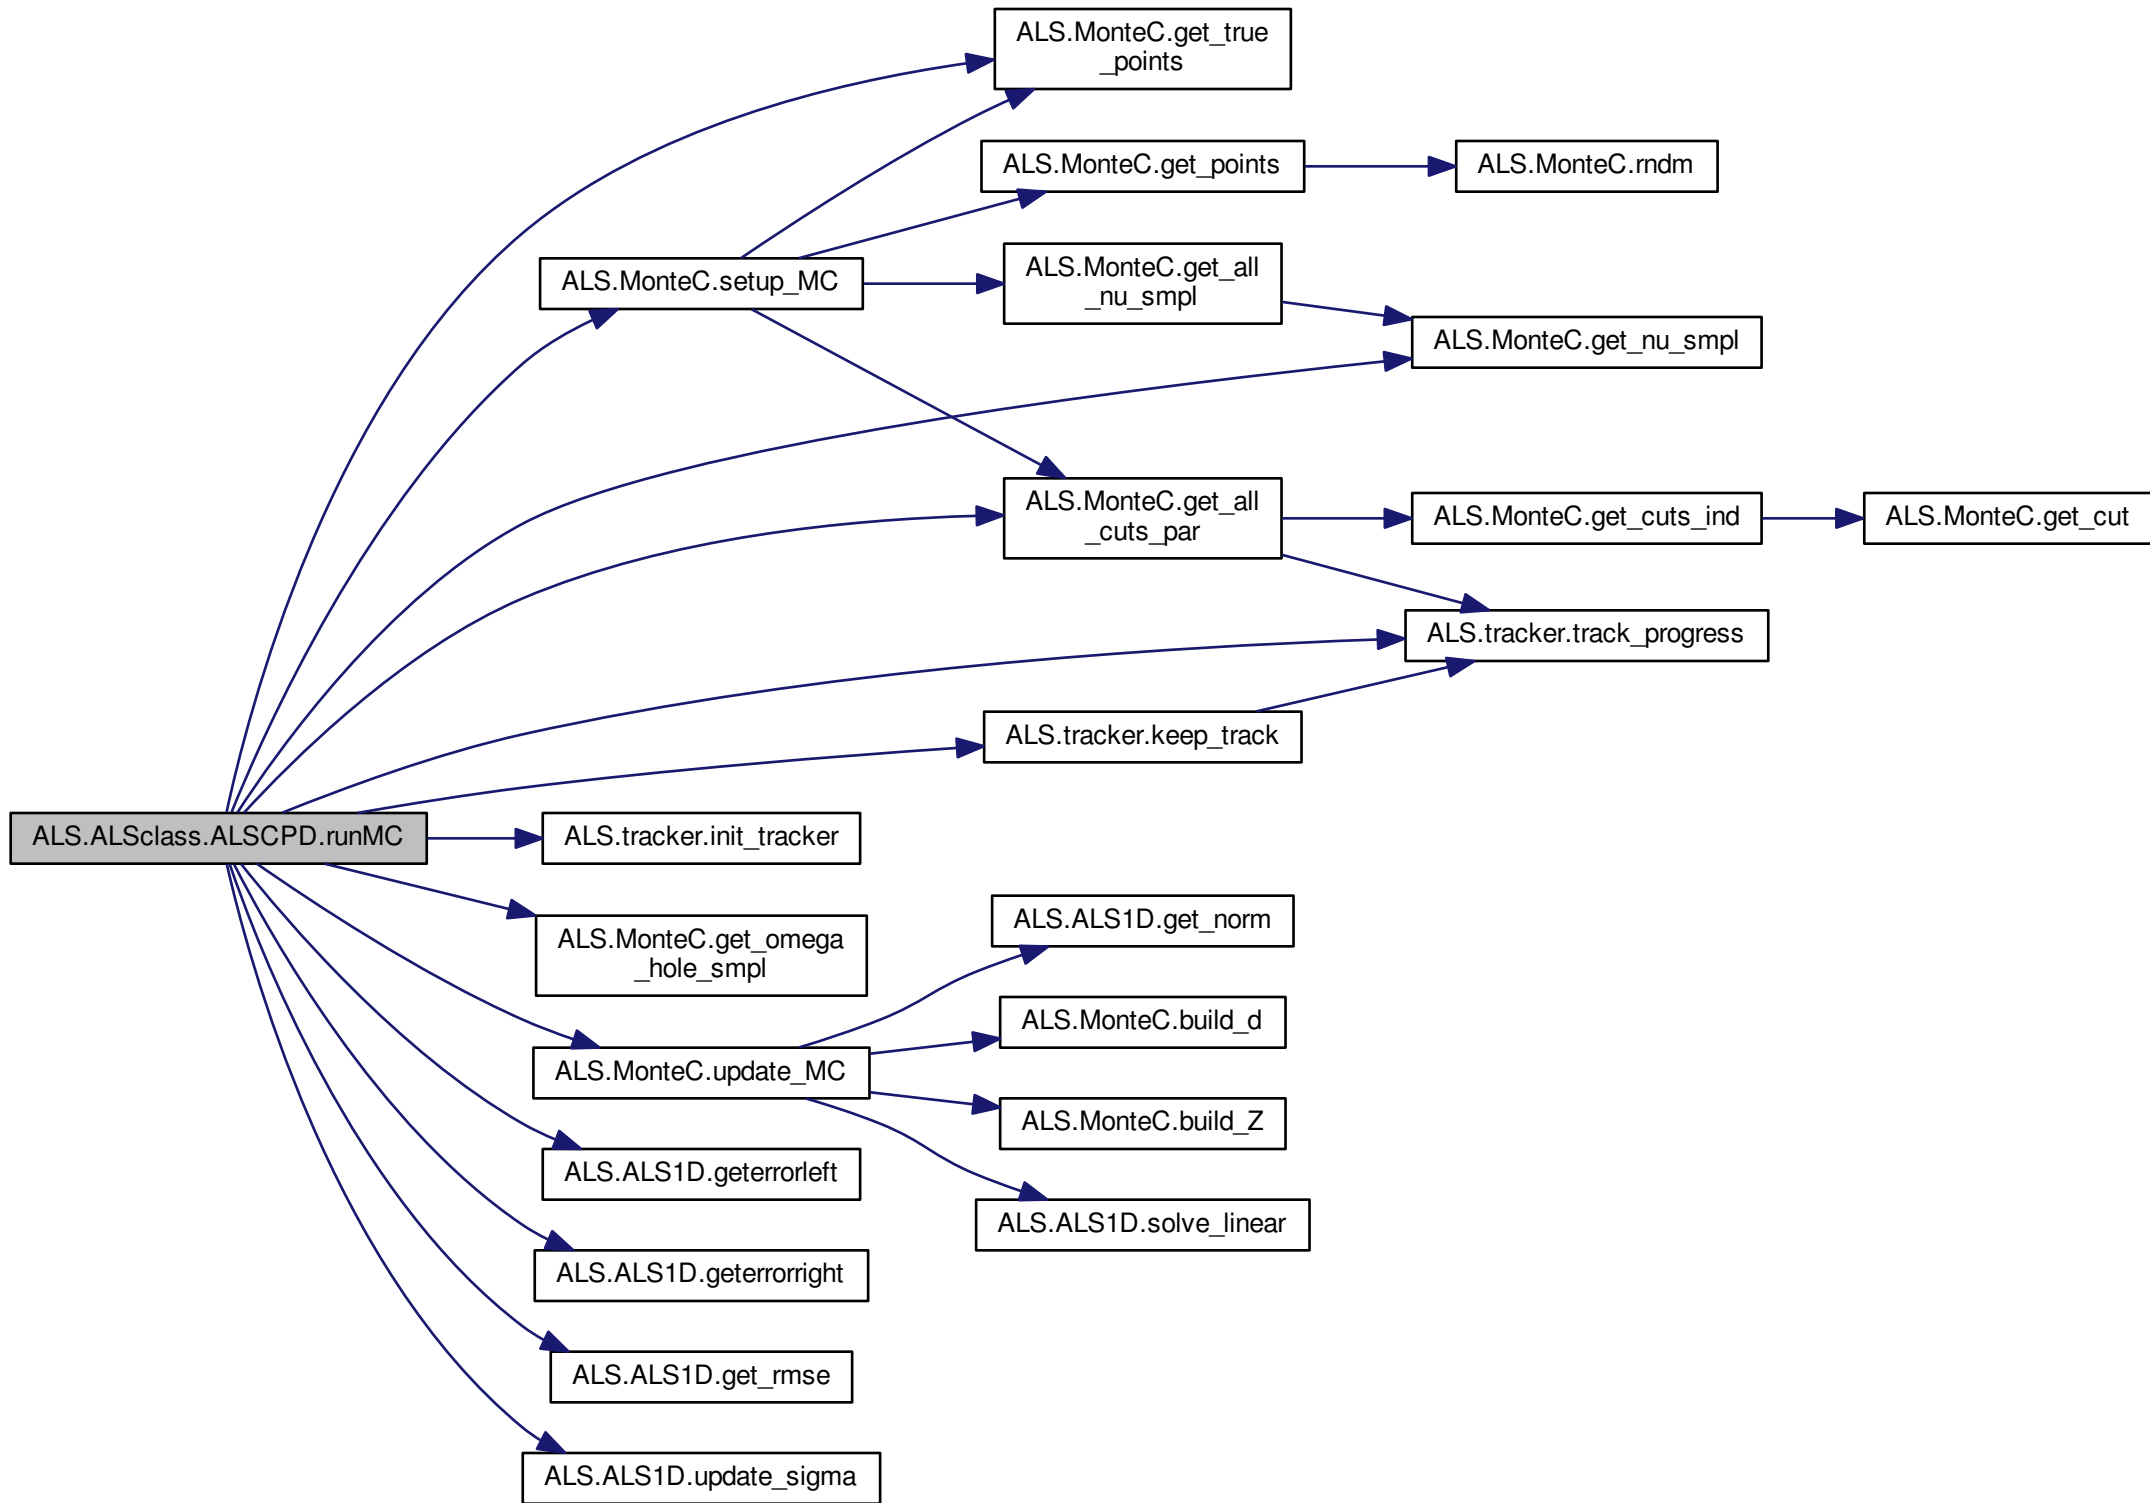 ALS.MonteC.get_true
_points
ALS.MonteC.get_points
ALS.MonteC.rndm
ALS.MonteC.setup_MC
ALS.MonteC.get_all
_nu_smpl
ALS.MonteC.get_nu_smpl
ALS.MonteC.get_all
_cuts_par
ALS.MonteC.get_cuts_ind
ALS.MonteC.get_cut
ALS.tracker.track_progress
ALS.tracker.keep_track
ALS.ALSclass.ALSCPD.runMC
ALS.tracker.init_tracker
ALS.MonteC.get_omega
_hole_smpl
ALS.ALS1D.get_norm
ALS.MonteC.build_d
ALS.MonteC.update_MC
ALS.MonteC.build_Z
ALS.ALS1D.geterrorleft
ALS.ALS1D.solve_linear
ALS.ALS1D.geterrorright
ALS.ALS1D.get_rmse
ALS.ALS1D.update_sigma